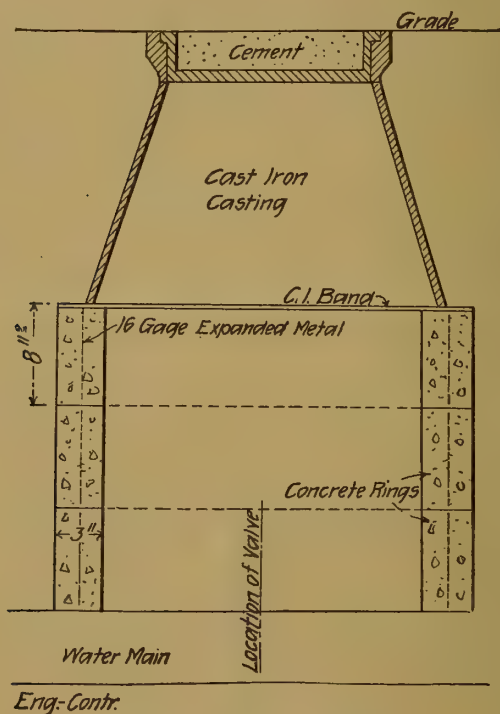 Grade
Cement
Cast Iron
Casting
C.I. Band
16 Gage Expanded Metal
8"
Concrete Rings
3"
Location of Valve
Water Main
Eng.-Contr.